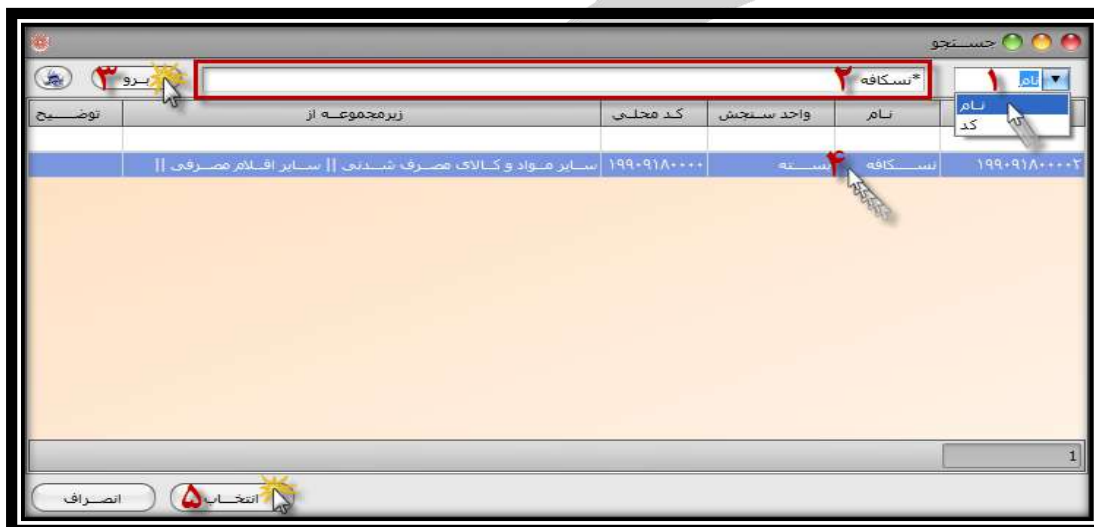 جستجو
نام ۱ *نسکافه ۲ برو ۳
نام
کد
نام واحد سنجش کد محلی زیرمجموعه از توضیح
۱۹۹۰۹۱۸۰۰۰۰۲ نسکافه ۴ بسته ۱۹۹۰۹۱۸۰۰۰۰ سایر مواد و کالای مصرف شدنی || سایر اقلام مصرفی ||
1
انتخاب ۵ انصراف